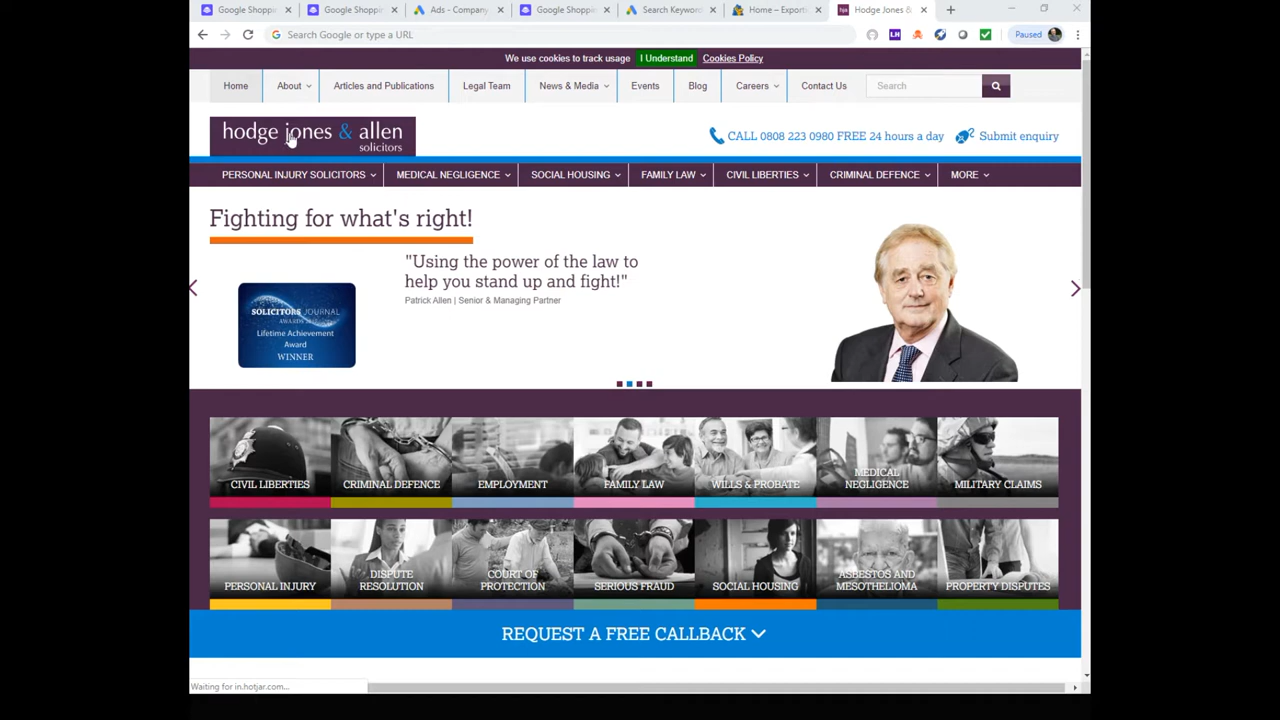 Google Shoppi
Google Shoppi
Ads - Company
Google Shoppi
Search Keyword
Home – Exporti
Hodge Jones &
Search Google or type a URL
LH
Paused
We use cookies to track usage
I Understand
Cookies Policy
Home
About
Articles and Publications
Legal Team
News & Media
Events
Blog
Careers
Contact Us
Search
hodge jones & allen
solicitors
CALL 0808 223 0980 FREE 24 hours a day
Submit enquiry
PERSONAL INJURY SOLICITORS
MEDICAL NEGLIGENCE
SOCIAL HOUSING
FAMILY LAW
CIVIL LIBERTIES
CRIMINAL DEFENCE
MORE
Fighting for what's right!
"Using the power of the law to
help you stand up and fight!"
Patrick Allen | Senior & Managing Partner
SOLICITORS JOURNAL
Lifetime Achievement
Award
WINNER
CIVIL LIBERTIES
CRIMINAL DEFENCE
EMPLOYMENT
FAMILY LAW
WILLS & PROBATE
MEDICAL
NEGLIGENCE
MILITARY CLAIMS
PERSONAL INJURY
DISPUTE
RESOLUTION
COURT OF
PROTECTION
SERIOUS FRAUD
SOCIAL HOUSING
ASBESTOS AND
MESOTHELIOMA
PROPERTY DISPUTES
REQUEST A FREE CALLBACK
Waiting for in.hotjar.com...